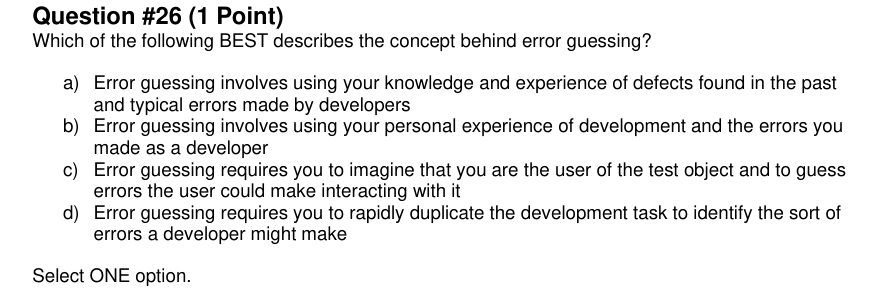 Question #26 (1 Point)
Which of the following BEST describes the concept behind error guessing?
a) Error guessing involves using your knowledge and experience of defects found in the past
and typical errors made by developers
b) Error guessing involves using your personal experience of development and the errors you
made as a developer
c) Error guessing requires you to imagine that you are the user of the test object and to guess
errors the user could make interacting with it
d) Error guessing requires you to rapidly duplicate the development task to identify the sort of
errors a developer might make
Select ONE option.